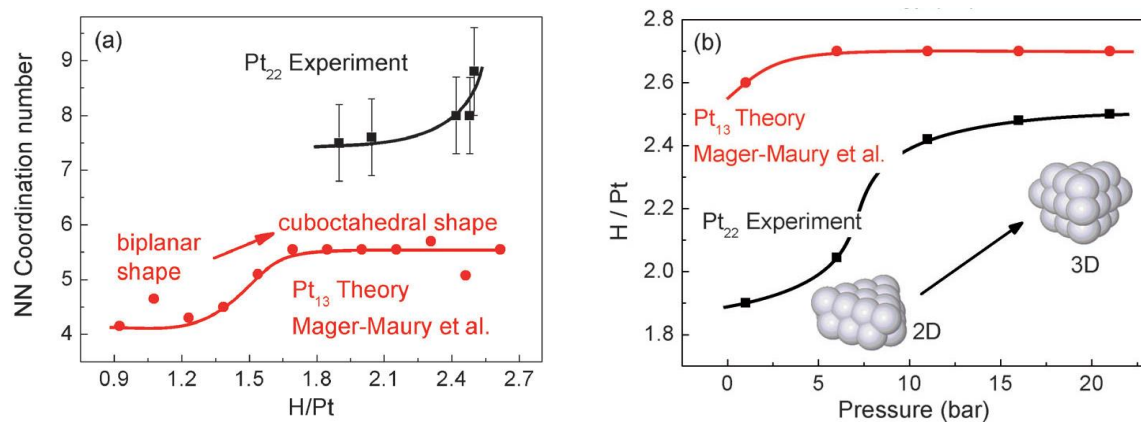 (a)
Pt22 Experiment
NN Coordination number
9
8
7
6
5
4
biplanar
shape
cuboctahedral shape
Pt13 Theory
Mager-Maury et al.
0.9 1.2 1.5 1.8 2.1 2.4 2.7
H/Pt
(b)
H / Pt
2.8
2.6
2.4
2.2
2.0
1.8
Pt13 Theory
Mager-Maury et al.
Pt22 Experiment
3D
2D
0 5 10 15 20
Pressure (bar)